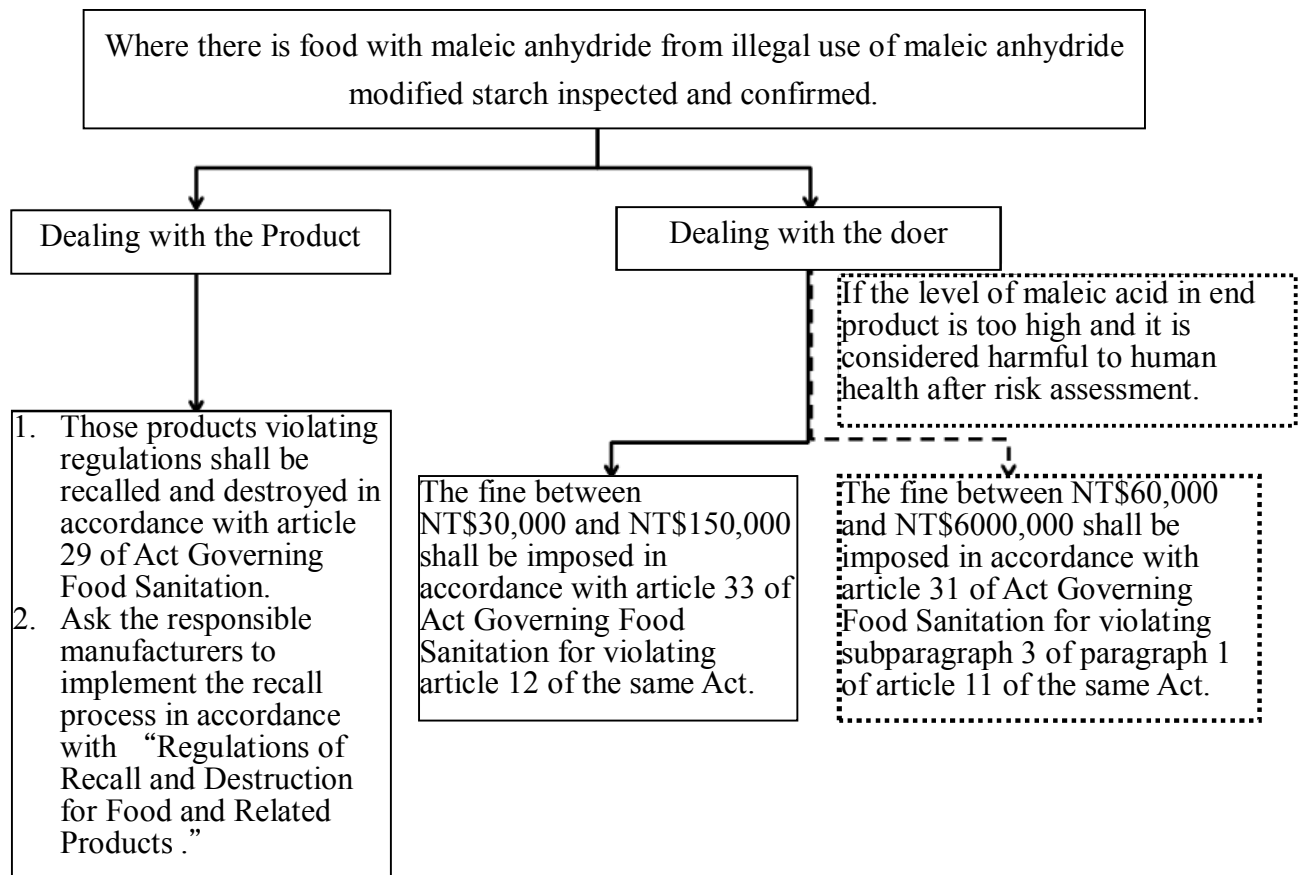 Where there is food with maleic anhydride from illegal use of maleic anhydride
modified starch inspected and confirmed.
Dealing with the Product
Dealing with the doer
If the level of maleic acid in end
product is too high and it is
considered harmful to human
health after risk assessment.
1. Those products violating
regulations shall be
recalled and destroyed in
accordance with article
29 of Act Governing
Food Sanitation.
2. Ask the responsible
manufacturers to
implement the recall
process in accordance
with “Regulations of
Recall and Destruction
for Food and Related
Products .”
The fine between
NT$30,000 and NT$150,000
shall be imposed in
accordance with article 33 of
Act Governing Food
Sanitation for violating
article 12 of the same Act.
The fine between NT$60,000
and NT$6000,000 shall be
imposed in accordance with
article 31 of Act Governing
Food Sanitation for violating
subparagraph 3 of paragraph 1
of article 11 of the same Act.